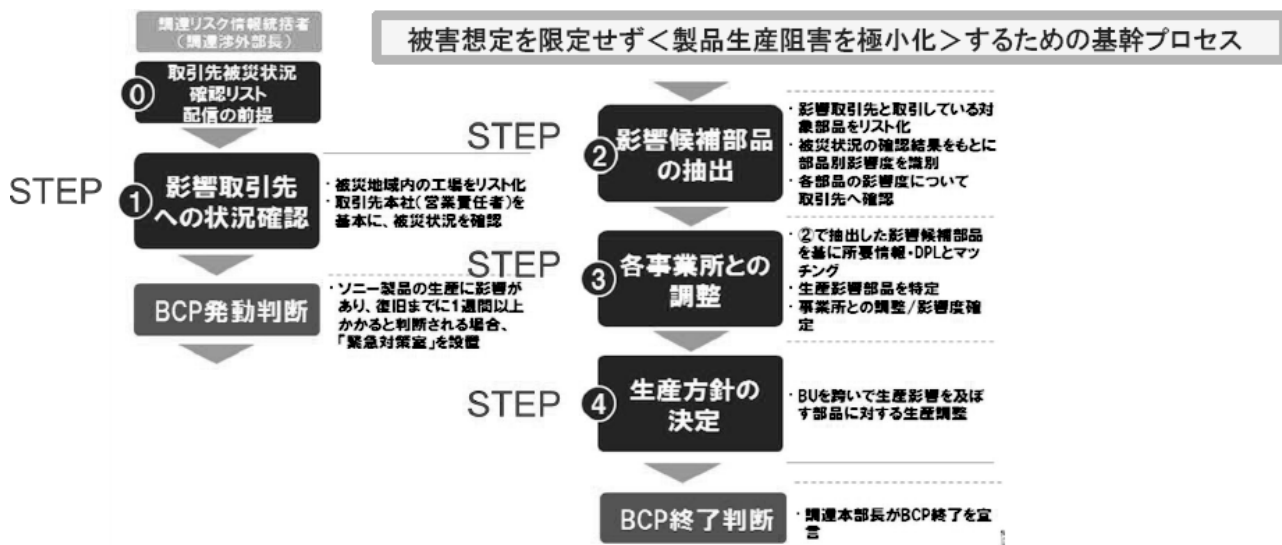 調達リスク情報統括者
(調達渉外部長)
被害想定を限定せず＜製品生産阻害を極小化＞するための基幹プロセス
0
取引先被災状況
確認リスト
配信の前提
STEP
1
影響取引先
への状況確認
・被災地域内の工場をリスト化
・取引先本社(営業責任者)を
基本に、被災状況を確認
BCP発動判断
・ソニー製品の生産に影響が
あり、復旧までに1週間以上
かかると判断される場合、
「緊急対策室」を設置
STEP
2
影響候補部品
の抽出
・影響取引先と取引している対
象部品をリスト化
・被災状況の確認結果をもとに
部品別影響度を識別
・各部品の影響度について
取引先へ確認
STEP
3
各事業所との
調整
・②で抽出した影響候補部品
を基に所要情報・DPLとマッ
チング
・生産影響部品を特定
・事業所との調整/影響度確
定
STEP
4
生産方針の
決定
・BUを跨いで生産影響を及ぼ
す部品に対する生産調整
BCP終了判断
・調達本部長がBCP終了を宣
言